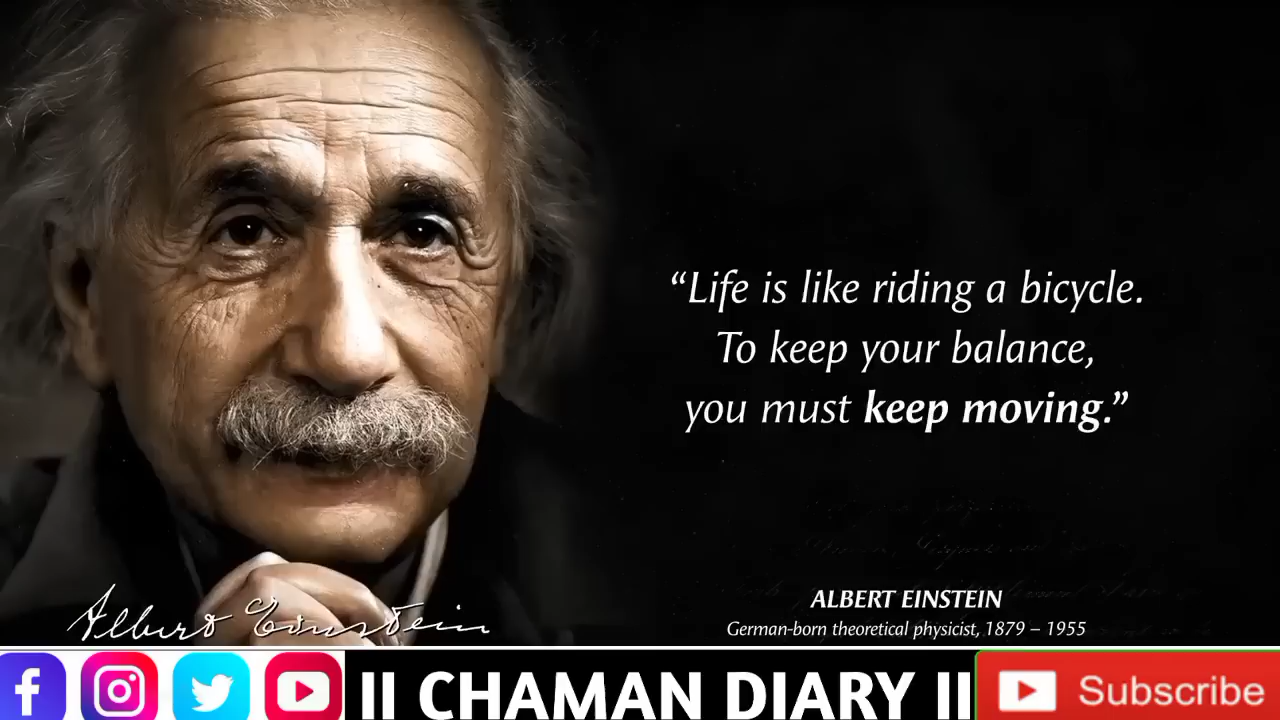 “Life is like riding a bicycle.
To keep your balance,
you must keep moving.”
ALBERT EINSTEIN
German-born theoretical physicist, 1879 – 1955
Albert Einstein
II CHAMAN DIARY II
Subscribe